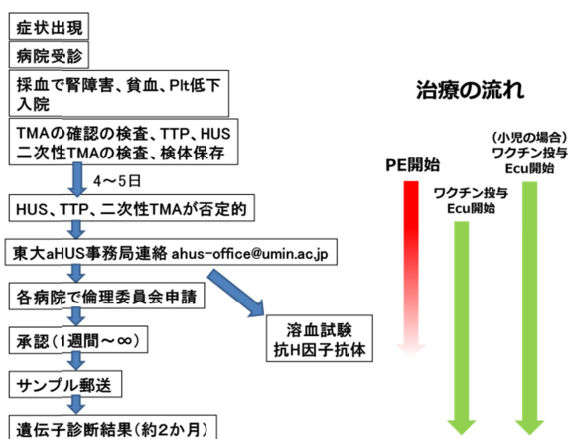 症状出現
病院受診
採血で腎障害、貧血、Plt低下
入院
TMAの確認の検査、TTP、HUS
二次性TMAの検査、検体保存
4～5日
HUS、TTP、二次性TMAが否定的
東大aHUS事務局連絡 ahus-office@umin.ac.jp
各病院で倫理委員会申請
溶血試験
抗H因子抗体
承認（1週間～∞）
サンプル郵送
遺伝子診断結果（約2か月）
治療の流れ
PE開始
ワクチン投与
Ecu開始
（小児の場合）
ワクチン投与
Ecu開始